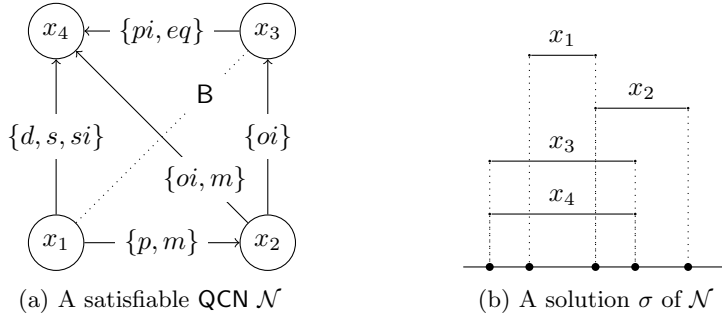 x₄ {pi, eq} x₃
B
{d, s, si} {oi}
{oi, m}
x₁ {p, m} x₂
(a) A satisfiable QCN 𝒩
x₁
x₂
x₃
x₄
(b) A solution σ of 𝒩